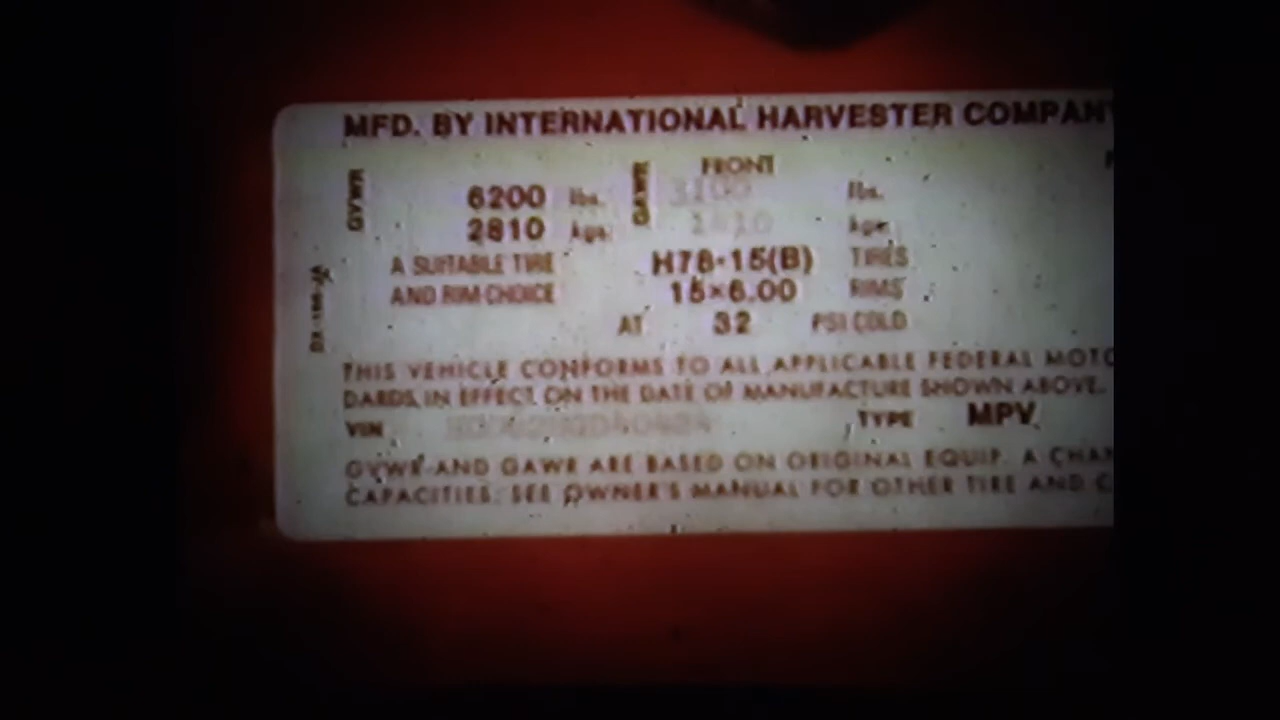 MFD. BY INTERNATIONAL HARVESTER COMPANY
FRONT
GVWR 6200 lbs. GAWR 3100 lbs.
2810 kgs. kgs.
A SUITABLE TIRE H78-15(B) TIRES
AND RIM CHOICE 15×6.00 RIMS
AT 32 PSI COLD
THIS VEHICLE CONFORMS TO ALL APPLICABLE FEDERAL MOTO
DARDS IN EFFECT ON THE DATE OF MANUFACTURE SHOWN ABOVE.
VIN TYPE MPV
GVWR AND GAWR ARE BASED ON ORIGINAL EQUIP. A CHAN
CAPACITIES. SEE OWNER'S MANUAL FOR OTHER TIRE AND C